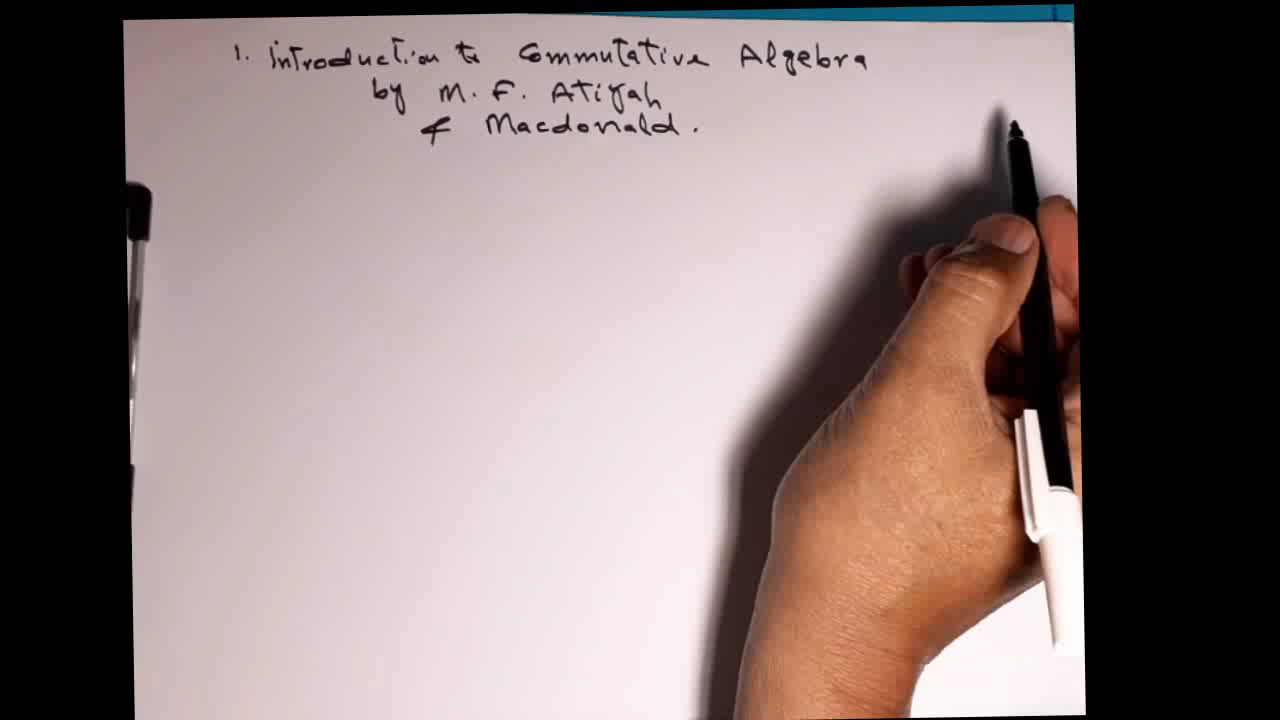 1. Introduction to Commutative Algebra
by M. F. Atiyah
& Macdonald.